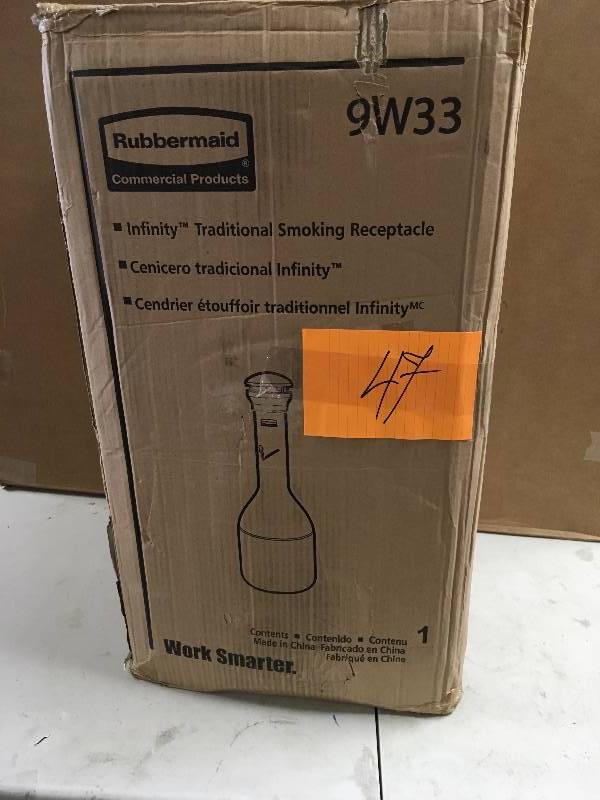 9W33
Rubbermaid®
Commercial Products
■ Infinity™ Traditional Smoking Receptacle
■ Cenicero tradicional Infinity™
■ Cendrier étouffoir traditionnel Infinity ᴹᶜ
47
Contents ■ Contenido ■ Contenu 1
Made in China Fabricado en China
Fabriqué en Chine
Work Smarter.